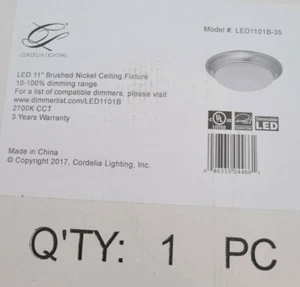 Model #: LED1101B-35
CORDELIA LIGHTING
LED 11" Brushed Nickel Ceiling Fixture
10-100% dimming range.
For a list of compatible dimmers, please visit
www.dimmerlist.com/LED1101B
2700K CCT
3 Years Warranty
UL
LED
Made in China
© Copyright 2017, Cordelia Lighting, Inc.
Q'TY: 1 PC